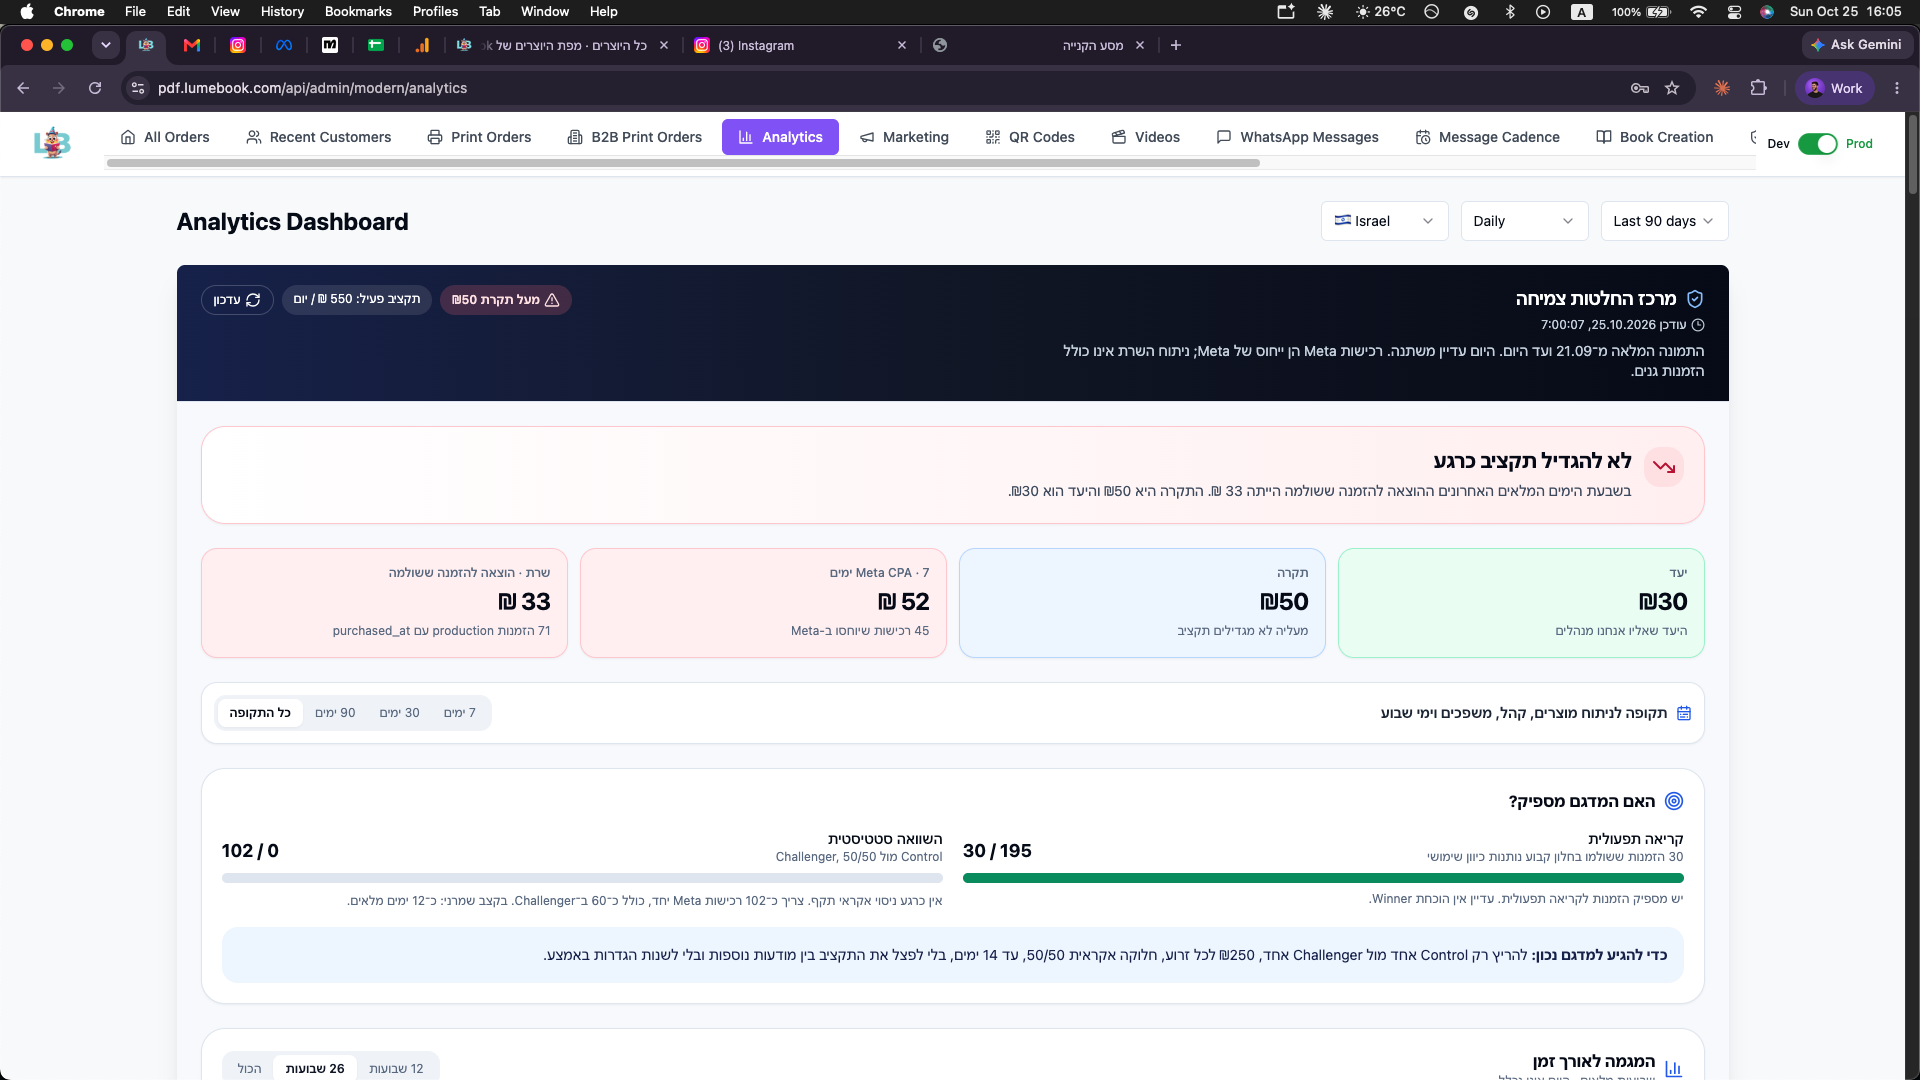 Chrome File Edit View History Bookmarks Profiles Tab Window Help
26°C A 100% Sun Oct 25 16:05
כל היוצרים · מפת היוצרים של
(3) Instagram
מסע הקנייה
Ask Gemini
pdf.lumebook.com/api/admin/modern/analytics
Work
LB
All Orders
Recent Customers
Print Orders
B2B Print Orders
Analytics
Marketing
QR Codes
Videos
WhatsApp Messages
Message Cadence
Book Creation
Dev
Prod
Analytics Dashboard
Israel
Daily
Last 90 days
מרכז החלטות צמיחה
עודכן 25.10.2026, 7:00:07
התמונה המלאה מ־21.09 ועד היום. היום עדיין משתנה. רכישות Meta הן ייחוס של Meta; ניתוח השרת אינו כולל
הזמנות גנים.
מעל תקרת ₪50
תקציב פעיל: 550 ₪ / יום
עדכון
לא להגדיל תקציב כרגע
בשבעת הימים המלאים האחרונים ההוצאה להזמנה ששולמה הייתה 33 ₪. התקרה היא ₪50 והיעד הוא ₪30.
יעד
₪30
היעד שאליו אנחנו מנהלים
תקרה
₪50
מעליה לא מגדילים תקציב
Meta CPA · 7 ימים
52 ₪
45 רכישות שיוחסו ב-Meta
שרת · הוצאה להזמנה ששולמה
33 ₪
71 הזמנות production עם purchased_at
תקופה לניתוח מוצרים, קהל, משפכים וימי שבוע
7 ימים
30 ימים
90 ימים
כל התקופה
האם המדגם מספיק?
קריאה תפעולית
30 הזמנות ששולמו בחלון קבוע נותנות כיוון שימושי
30 / 195
יש מספיק הזמנות לקריאה תפעולית. עדיין אין הוכחת Winner.
השוואה סטטיסטית
Control מול Challenger, 50/50
102 / 0
אין כרגע ניסוי אקראי תקף. צריך כ־102 רכישות Meta יחד, כולל כ־60 ב־Challenger. בקצב שמרני: כ־12 ימים מלאים.
כדי להגיע למדגם נכון: להריץ רק Control אחד מול Challenger אחד, ₪250 לכל זרוע, חלוקה אקראית 50/50, עד 14 ימים, בלי לפצל את התקציב בין מודעות נוספות ובלי לשנות הגדרות באמצע.
המגמה לאורך זמן
12 שבועות
26 שבועות
הכול